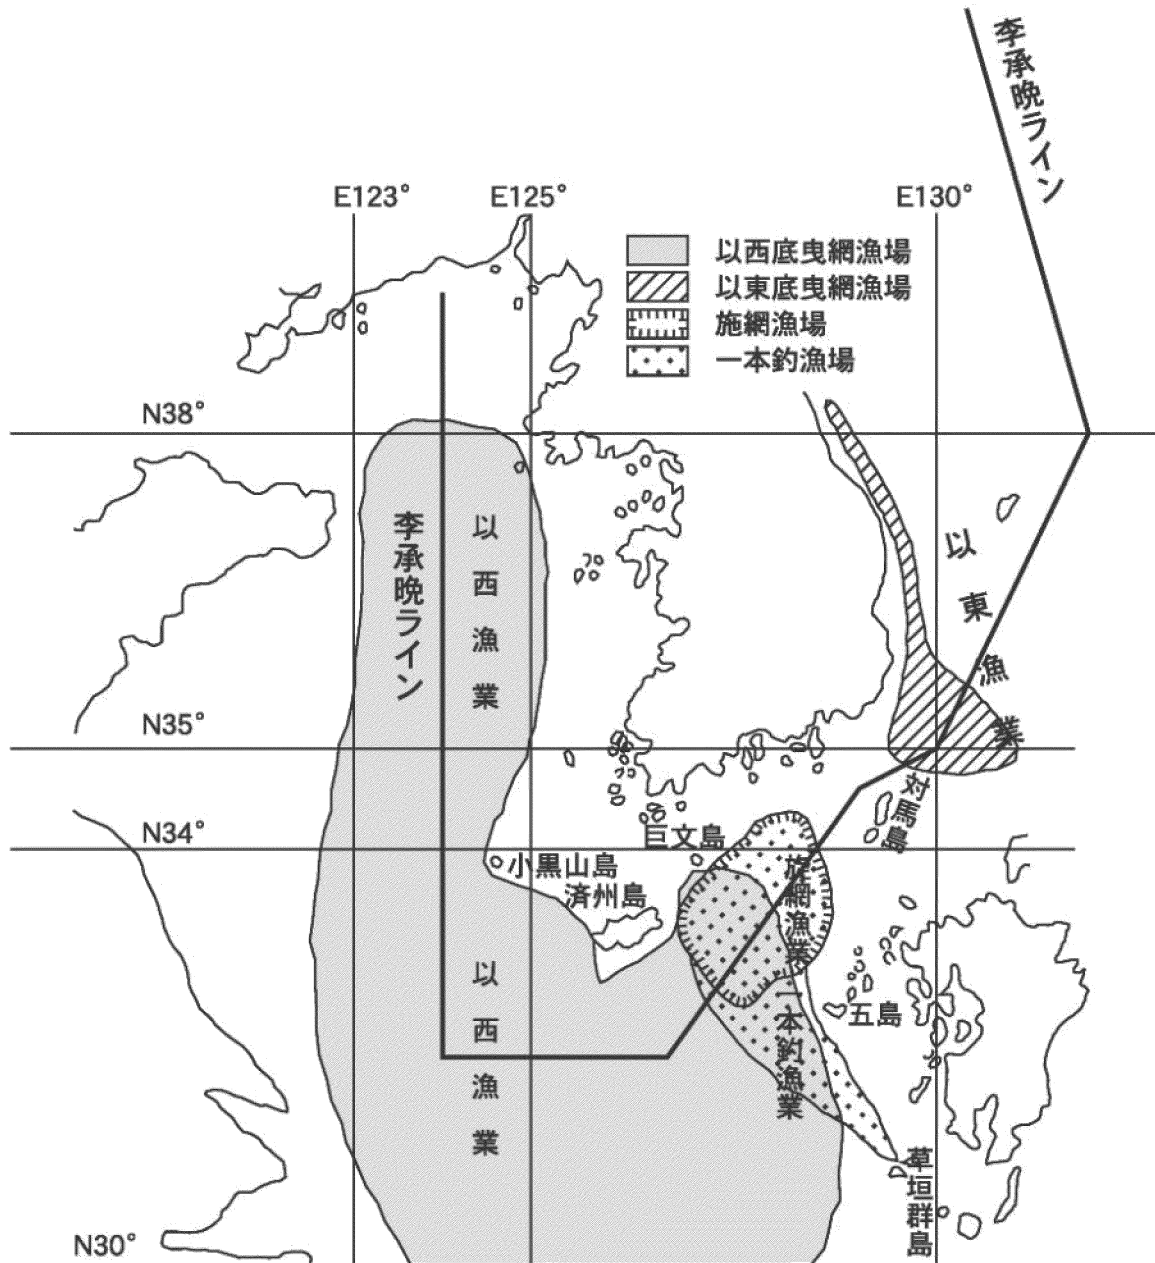 李承晩ライン
E123°
E125°
E130°
以西底曳網漁場
以東底曳網漁場
施網漁場
一本釣漁場
N38°
李承晩ライン
以西漁業
以東漁業
N35°
対馬島
N34°
巨文島
小黒山島
済州島
旋網漁業
一本釣漁業
以西漁業
五島
草垣群島
N30°